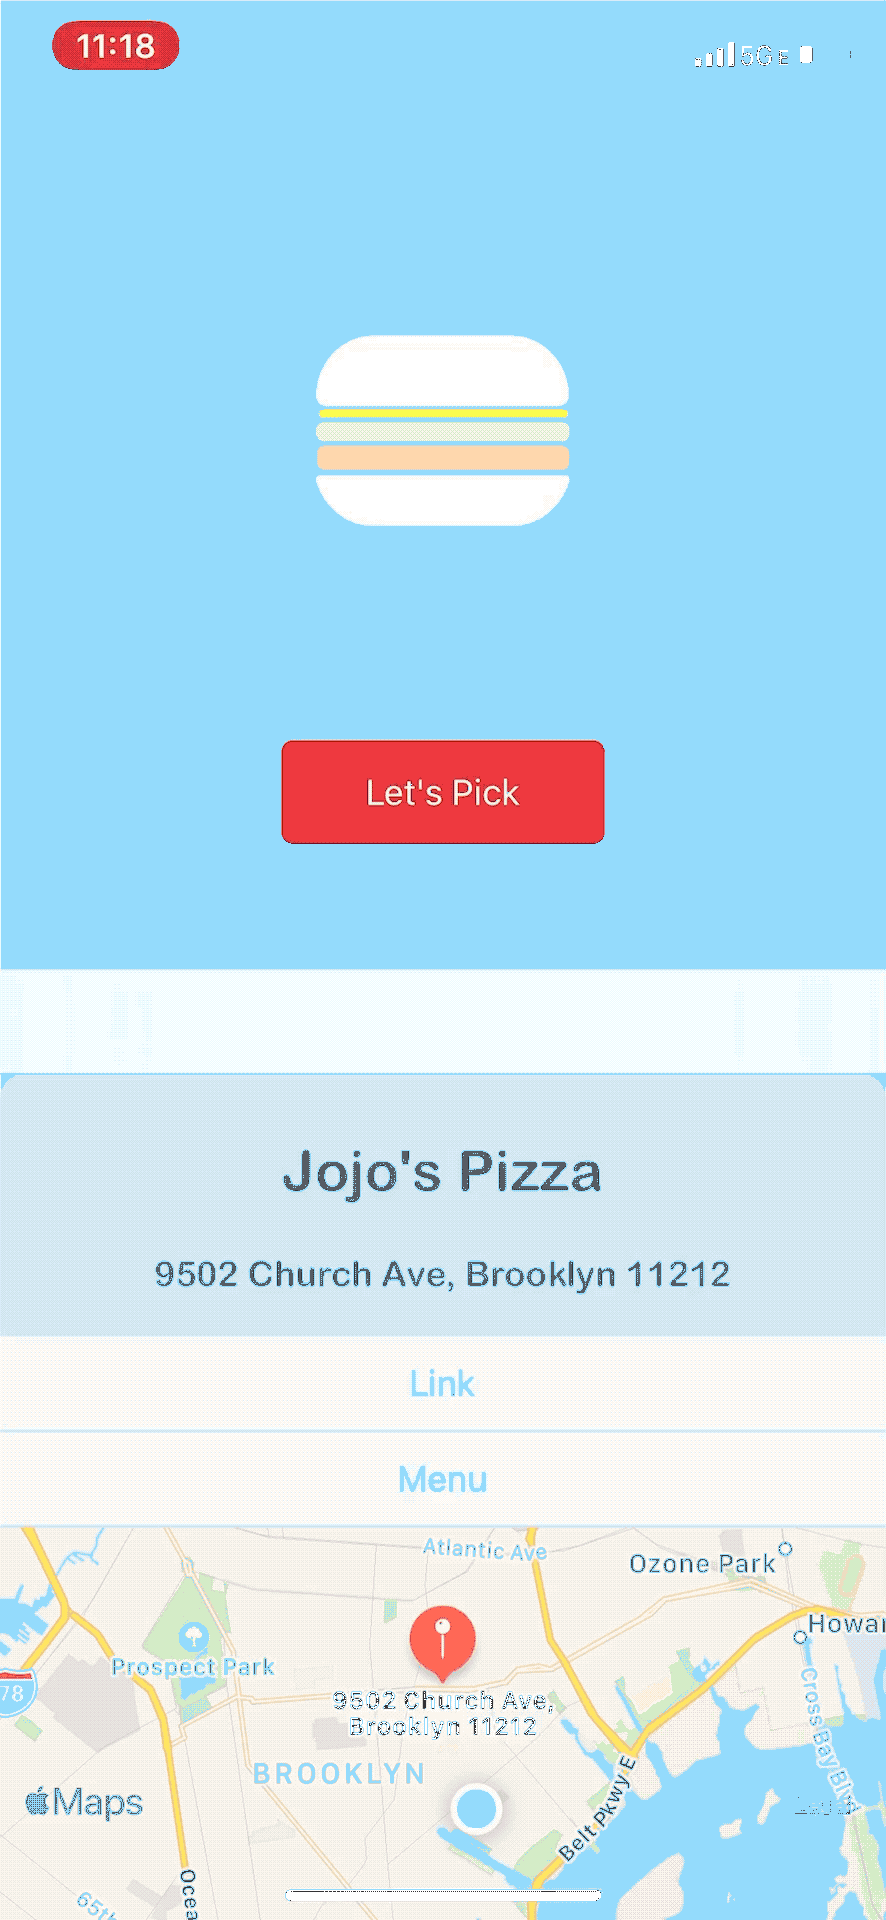 11:18
5G E
Let's Pick
Jojo's Pizza
9502 Church Ave, Brooklyn 11212
Link
Menu
Atlantic Ave
Ozone Park
Howar
Prospect Park
78
9502 Church Ave,
Brooklyn 11212
Cross Bay Blvd
BROOKLYN
Maps
Belt Pkwy E
Ocea
65th